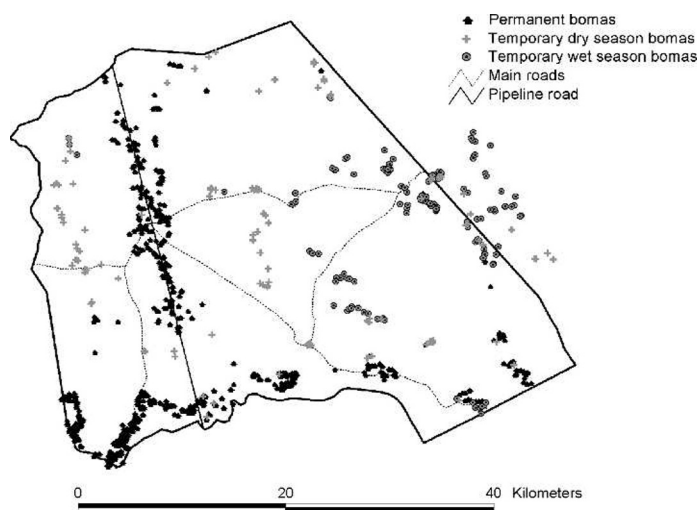 Permanent bomas
Temporary dry season bomas
Temporary wet season bomas
Main roads
Pipeline road
0 20 40 Kilometers